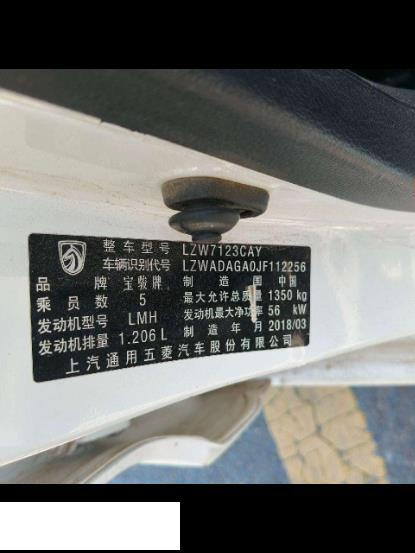 整车型号 LZW7123CAY
车辆识别代号 LZWADAGA0JF112256
品牌 宝骏牌 制造国 中国
乘员数 5 最大允许总质量 1350 kg
发动机型号 LMH 发动机最大净功率 56 kW
发动机排量 1.206 L 制造年月 2018/03
上汽通用五菱汽车股份有限公司